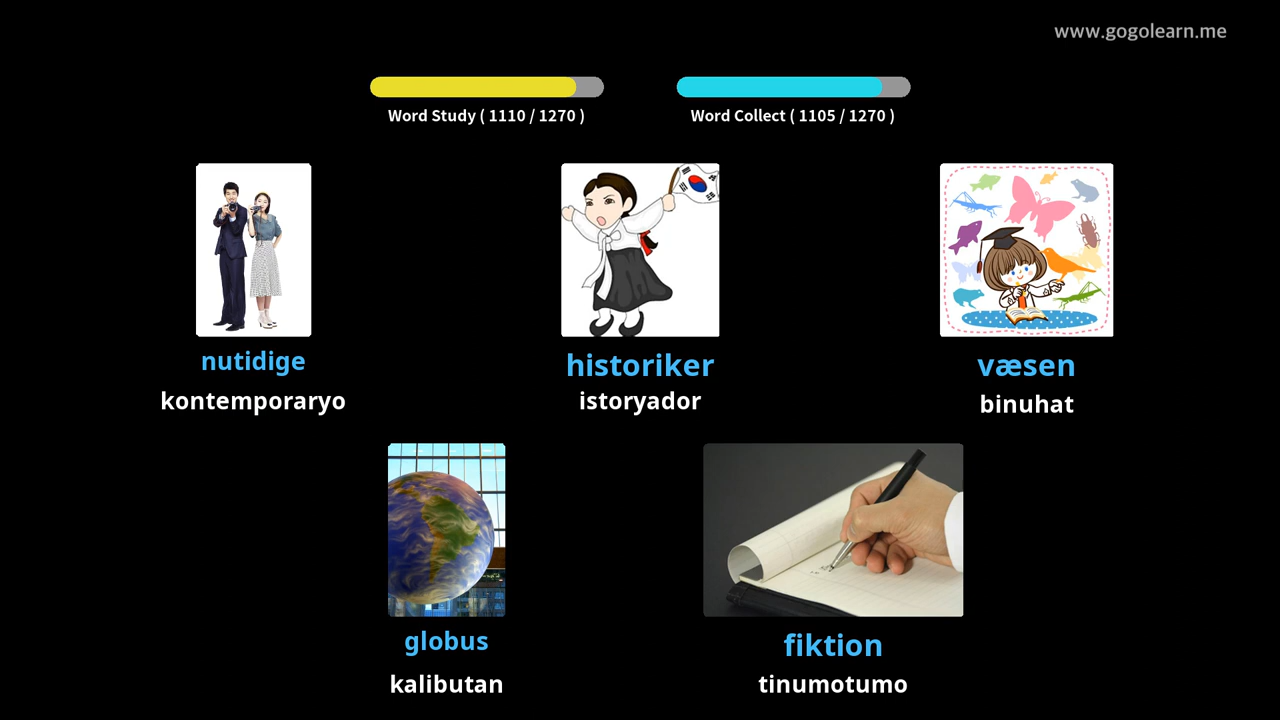 www.gogolearn.me
Word Study ( 1110 / 1270 )
Word Collect ( 1105 / 1270 )
nutidige
kontemporaryo
historiker
istoryador
væsen
binuhat
globus
kalibutan
fiktion
tinumotumo